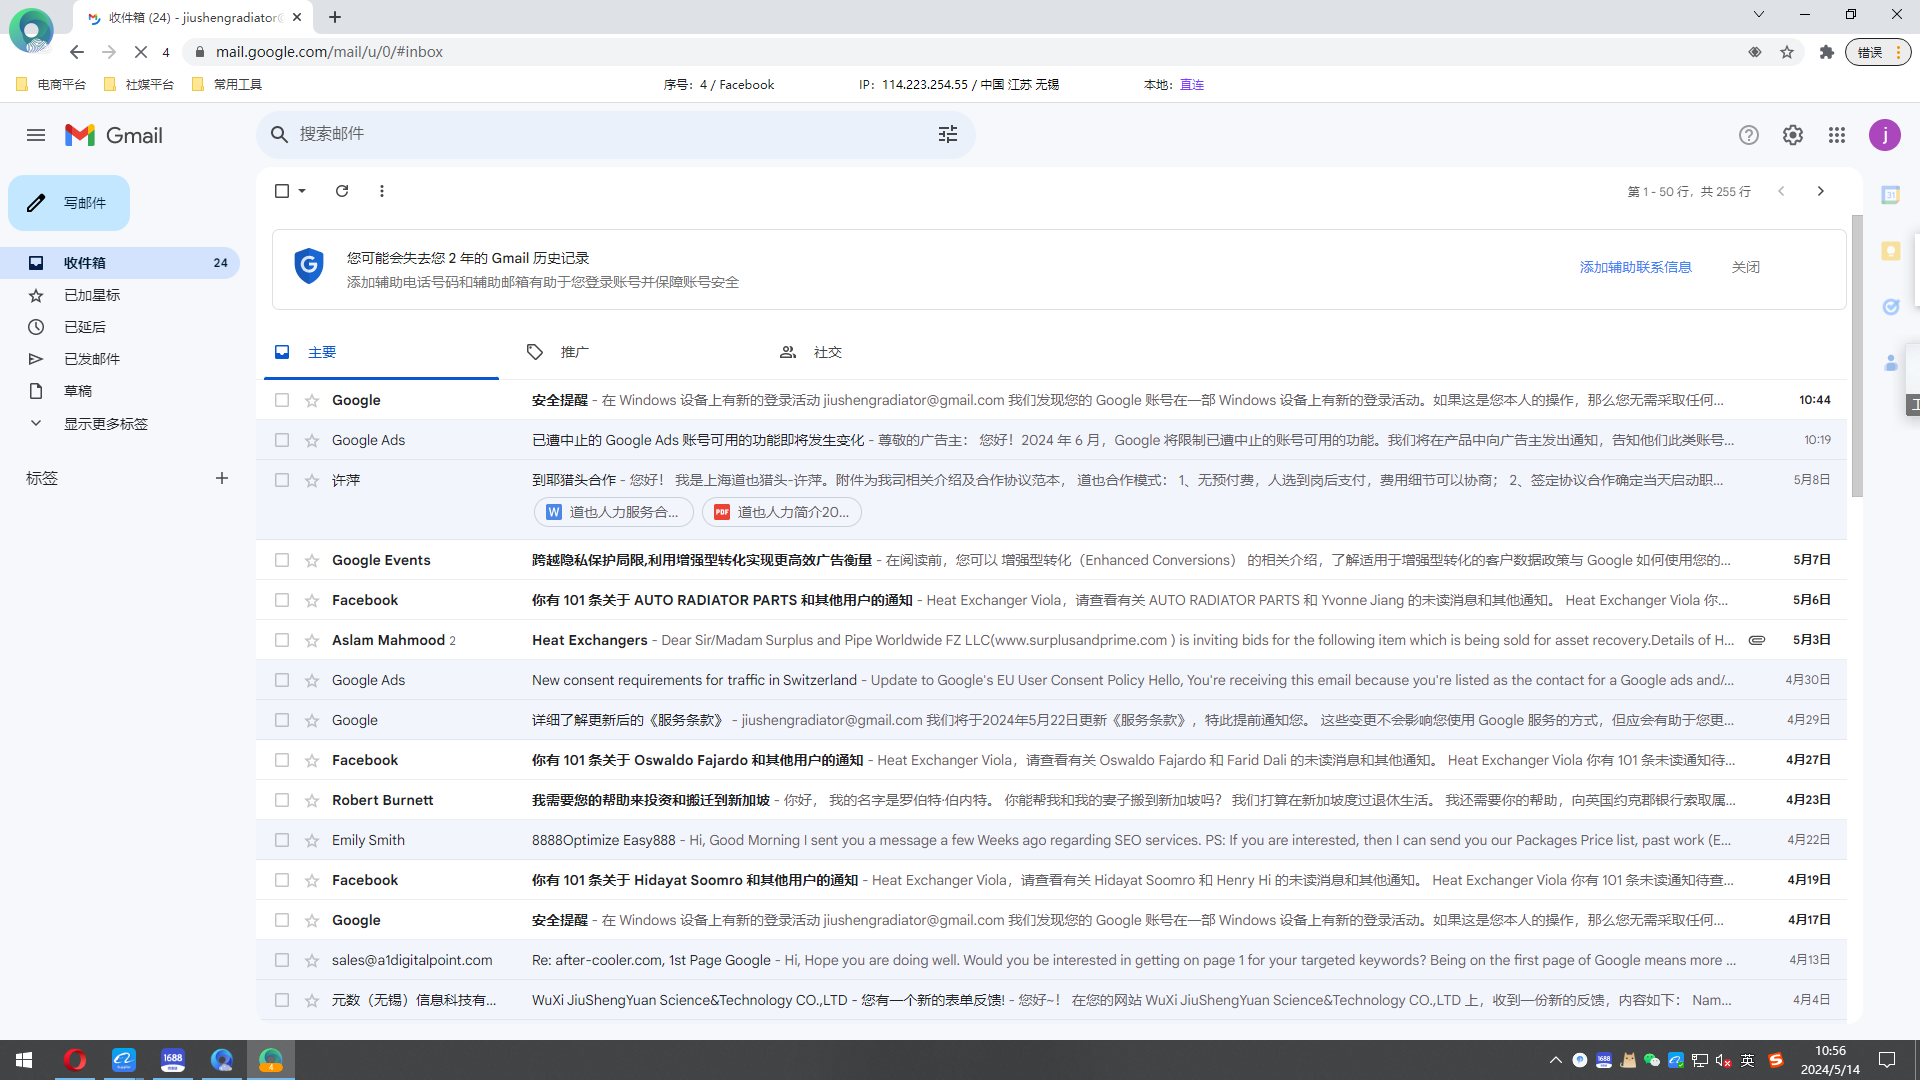 收件箱 (24) - jiushengradiator@
4
mail.google.com/mail/u/0/#inbox
错误
电商平台
社媒平台
常用工具
序号：4 / Facebook
IP：114.223.254.55 / 中国 江苏 无锡
本地：直连
Gmail
搜索邮件
j
写邮件
第 1 - 50 行，共 255 行
31
收件箱 24
已加星标
已延后
已发邮件
草稿
显示更多标签
标签
您可能会失去您 2 年的 Gmail 历史记录
添加辅助电话号码和辅助邮箱有助于您登录账号并保障账号安全
添加辅助联系信息
关闭
主要
推广
社交
Google 安全提醒 - 在 Windows 设备上有新的登录活动 jiushengradiator@gmail.com 我们发现您的 Google 账号在一部 Windows 设备上有新的登录活动。如果这是您本人的操作，那么您无需采取任何... 10:44
Google Ads 已遭中止的 Google Ads 账号可用的功能即将发生变化 - 尊敬的广告主： 您好！2024 年 6 月，Google 将限制已遭中止的账号可用的功能。我们将在产品中向广告主发出通知，告知他们此类账号... 10:19
许萍 到耶猎头合作 - 您好！ 我是上海道也猎头-许萍。附件为我司相关介绍及合作协议范本， 道也合作模式： 1、无预付费，人选到岗后支付，费用细节可以协商； 2、签定协议合作确定当天启动职... 5月8日
W 道也人力服务合...
PDF 道也人力简介20...
Google Events 跨越隐私保护局限,利用增强型转化实现更高效广告衡量 - 在阅读前，您可以 增强型转化（Enhanced Conversions） 的相关介绍，了解适用于增强型转化的客户数据政策与 Google 如何使用您的... 5月7日
Facebook 你有 101 条关于 AUTO RADIATOR PARTS 和其他用户的通知 - Heat Exchanger Viola，请查看有关 AUTO RADIATOR PARTS 和 Yvonne Jiang 的未读消息和其他通知。 Heat Exchanger Viola 你... 5月6日
Aslam Mahmood 2 Heat Exchangers - Dear Sir/Madam Surplus and Pipe Worldwide FZ LLC(www.surplusandprime.com ) is inviting bids for the following item which is being sold for asset recovery.Details of H... 5月3日
Google Ads New consent requirements for traffic in Switzerland - Update to Google's EU User Consent Policy Hello, You're receiving this email because you're listed as the contact for a Google ads and/... 4月30日
Google 详细了解更新后的《服务条款》 - jiushengradiator@gmail.com 我们将于2024年5月22日更新《服务条款》，特此提前通知您。 这些变更不会影响您使用 Google 服务的方式，但应会有助于您更... 4月29日
Facebook 你有 101 条关于 Oswaldo Fajardo 和其他用户的通知 - Heat Exchanger Viola，请查看有关 Oswaldo Fajardo 和 Farid Dali 的未读消息和其他通知。 Heat Exchanger Viola 你有 101 条未读通知待... 4月27日
Robert Burnett 我需要您的帮助来投资和搬迁到新加坡 - 你好， 我的名字是罗伯特·伯内特。 你能帮我和我的妻子搬到新加坡吗？ 我们打算在新加坡度过退休生活。 我还需要你的帮助，向英国约克郡银行索取属... 4月23日
Emily Smith 8888Optimize Easy888 - Hi, Good Morning I sent you a message a few Weeks ago regarding SEO services. PS: If you are interested, then I can send you our Packages Price list, past work (E... 4月22日
Facebook 你有 101 条关于 Hidayat Soomro 和其他用户的通知 - Heat Exchanger Viola，请查看有关 Hidayat Soomro 和 Henry Hi 的未读消息和其他通知。 Heat Exchanger Viola 你有 101 条未读通知待查... 4月19日
Google 安全提醒 - 在 Windows 设备上有新的登录活动 jiushengradiator@gmail.com 我们发现您的 Google 账号在一部 Windows 设备上有新的登录活动。如果这是您本人的操作，那么您无需采取任何... 4月17日
sales@a1digitalpoint.com Re: after-cooler.com, 1st Page Google - Hi, Hope you are doing well. Would you be interested in getting on page 1 for your targeted keywords? Being on the first page of Google means more ... 4月13日
元数（无锡）信息科技有... WuXi JiuShengYuan Science&Technology CO.,LTD - 您有一个新的表单反馈! - 您好~！ 在您的网站 WuXi JiuShengYuan Science&Technology CO.,LTD 上，收到一份新的反馈，内容如下： Nam... 4月4日
1688
4
1688
英
10:56
2024/5/14